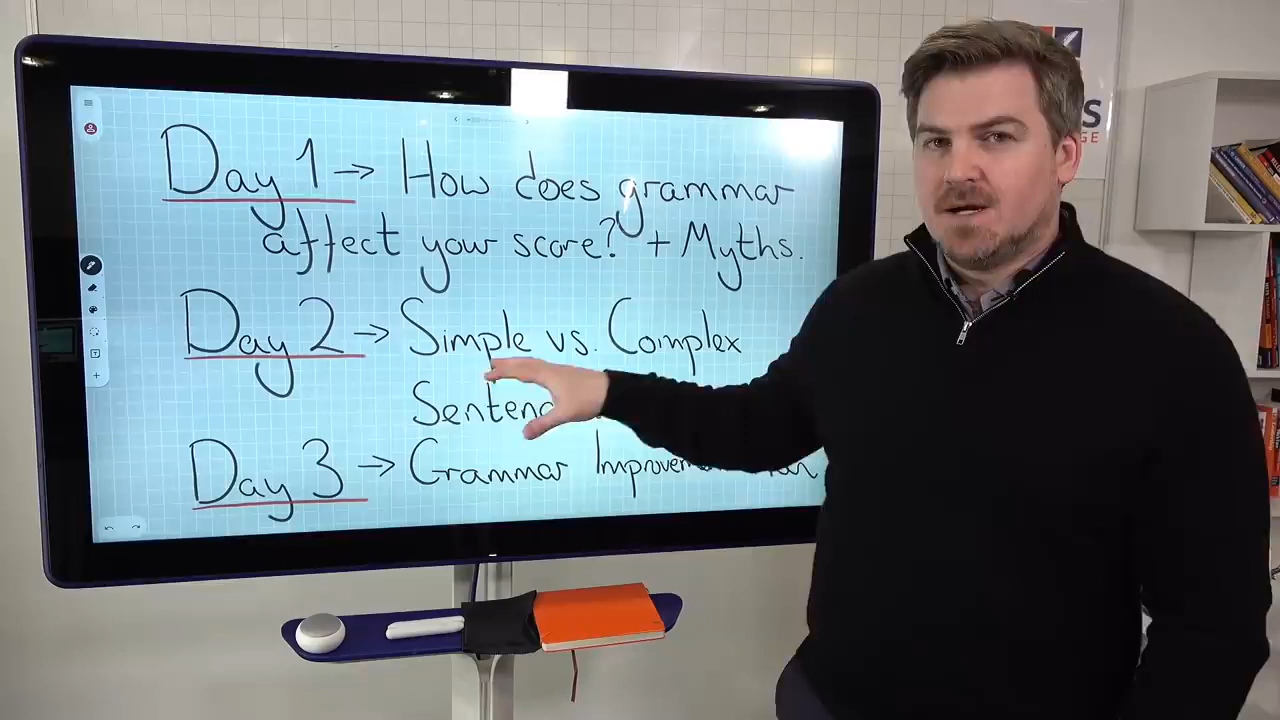 Day 1 → How does grammar
affect your score? + Myths.
Day 2 → Simple vs. Complex
Day 3 → Grammar